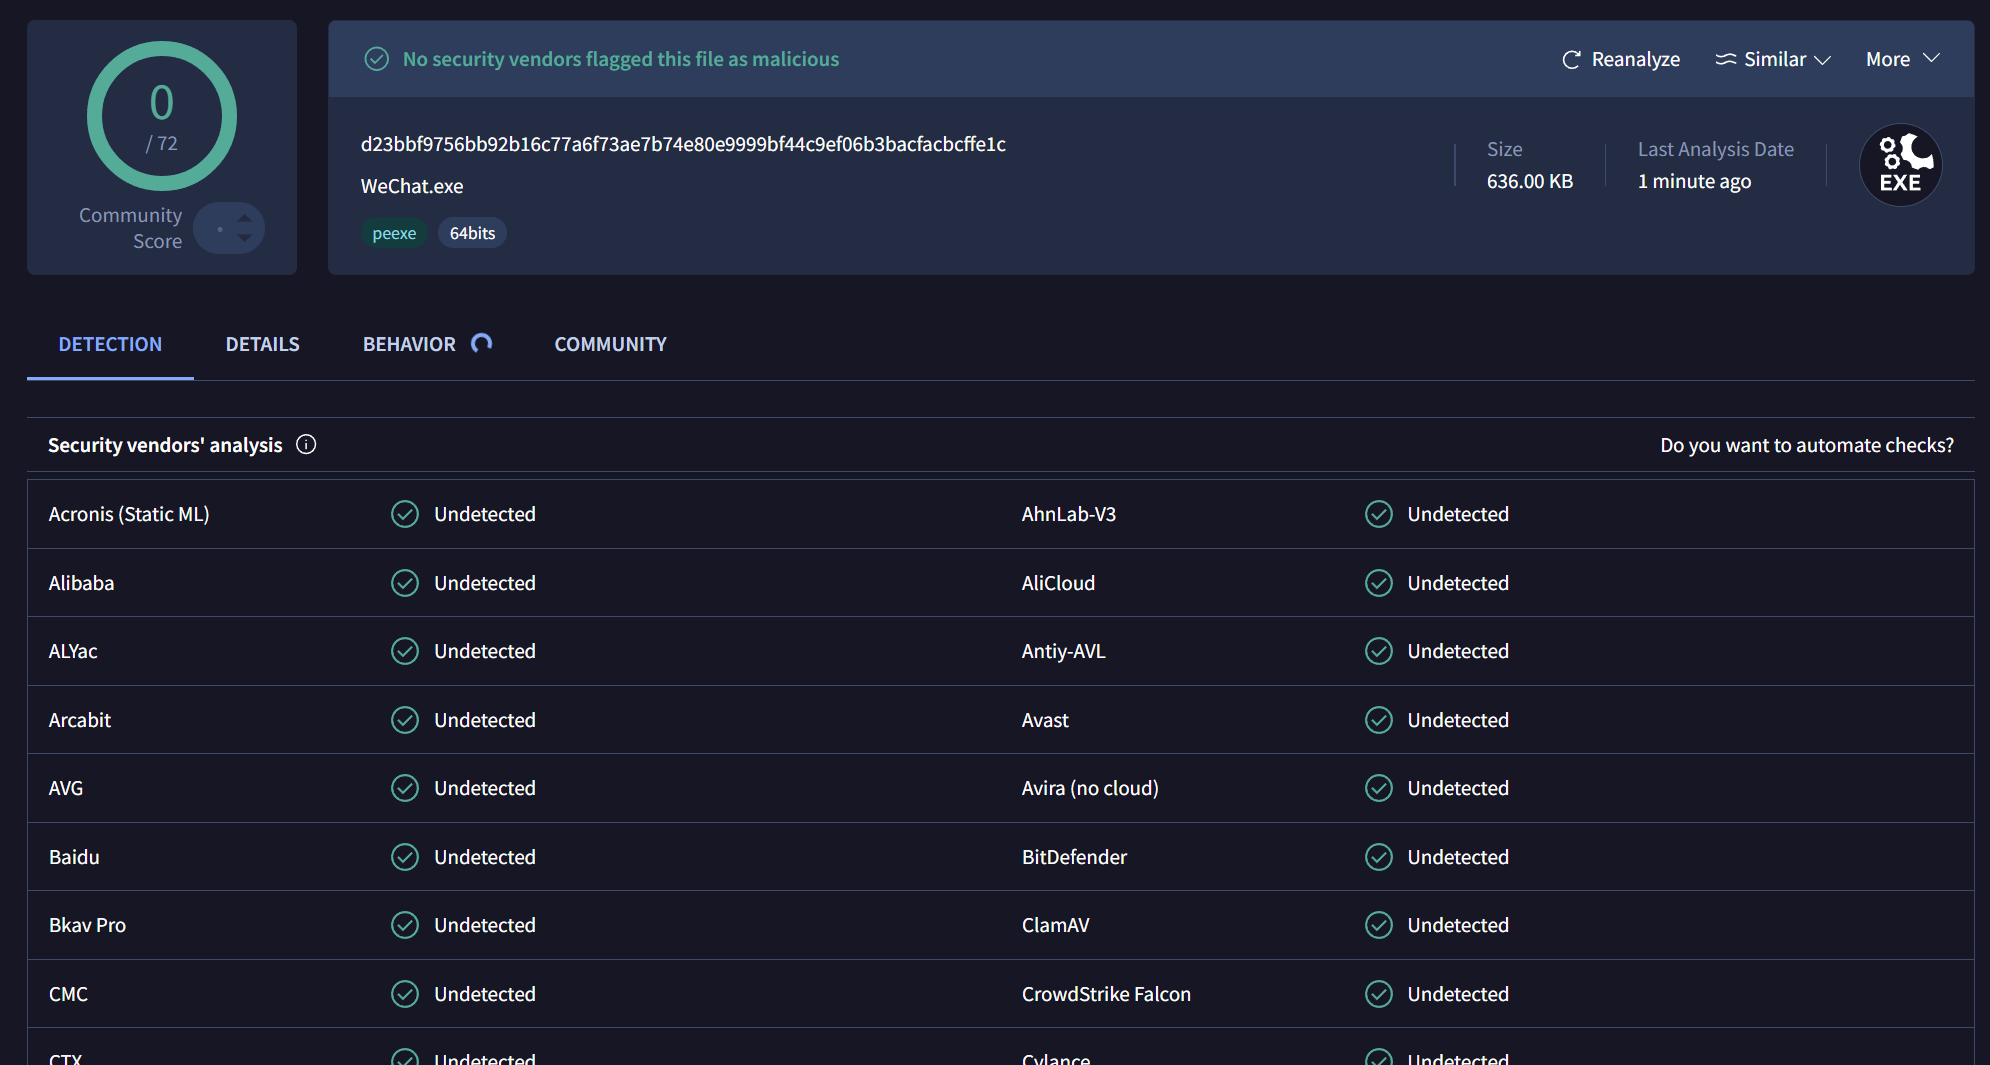 0
/ 72
Community
Score
No security vendors flagged this file as malicious
Reanalyze
Similar
More
d23bbf9756bb92b16c77a6f73ae7b74e80e9999bf44c9ef06b3bacfacbcffe1c
WeChat.exe
peexe 64bits
Size
636.00 KB
Last Analysis Date
1 minute ago
EXE
DETECTION DETAILS BEHAVIOR COMMUNITY
Security vendors' analysis Do you want to automate checks?
Acronis (Static ML) Undetected AhnLab-V3 Undetected
Alibaba Undetected AliCloud Undetected
ALYac Undetected Antiy-AVL Undetected
Arcabit Undetected Avast Undetected
AVG Undetected Avira (no cloud) Undetected
Baidu Undetected BitDefender Undetected
Bkav Pro Undetected ClamAV Undetected
CMC Undetected CrowdStrike Falcon Undetected
CTX Undetected Cylance Undetected